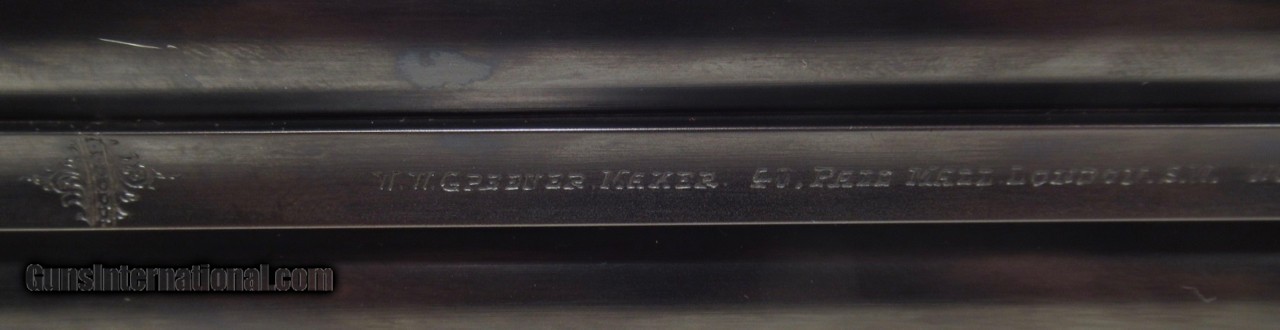 W.W. GREENER, MAKER. 40, PALL MALL LONDON. S.W.
GunsInternational.com